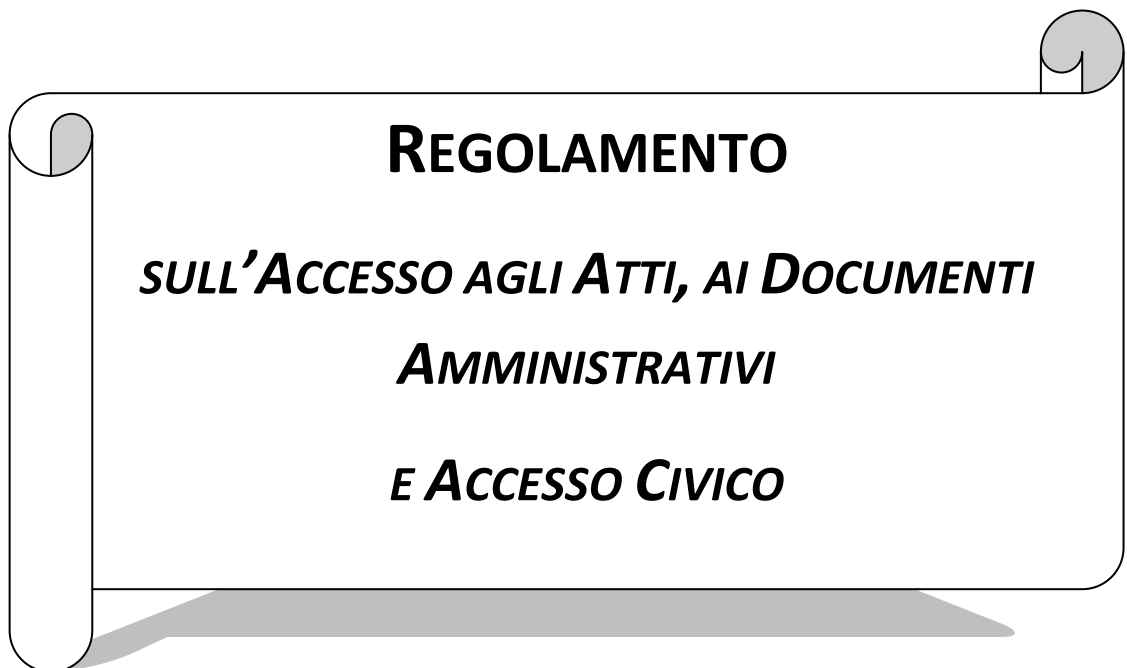 REGOLAMENTO
SULL'ACCESSO AGLI ATTI, AI DOCUMENTI
AMMINISTRATIVI
E ACCESSO CIVICO